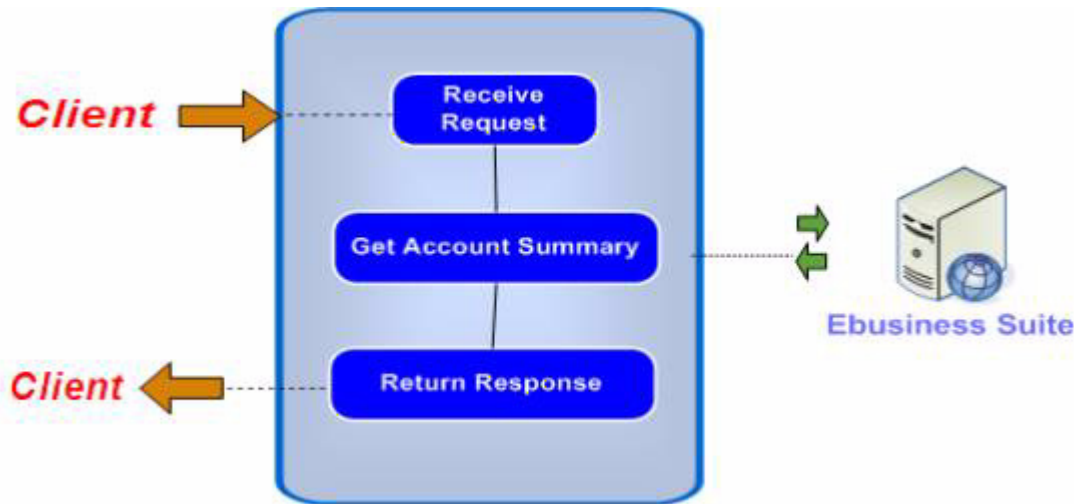 Client
Receive
Request
Get Account Summary
Ebusiness Suite
Client
Return Response